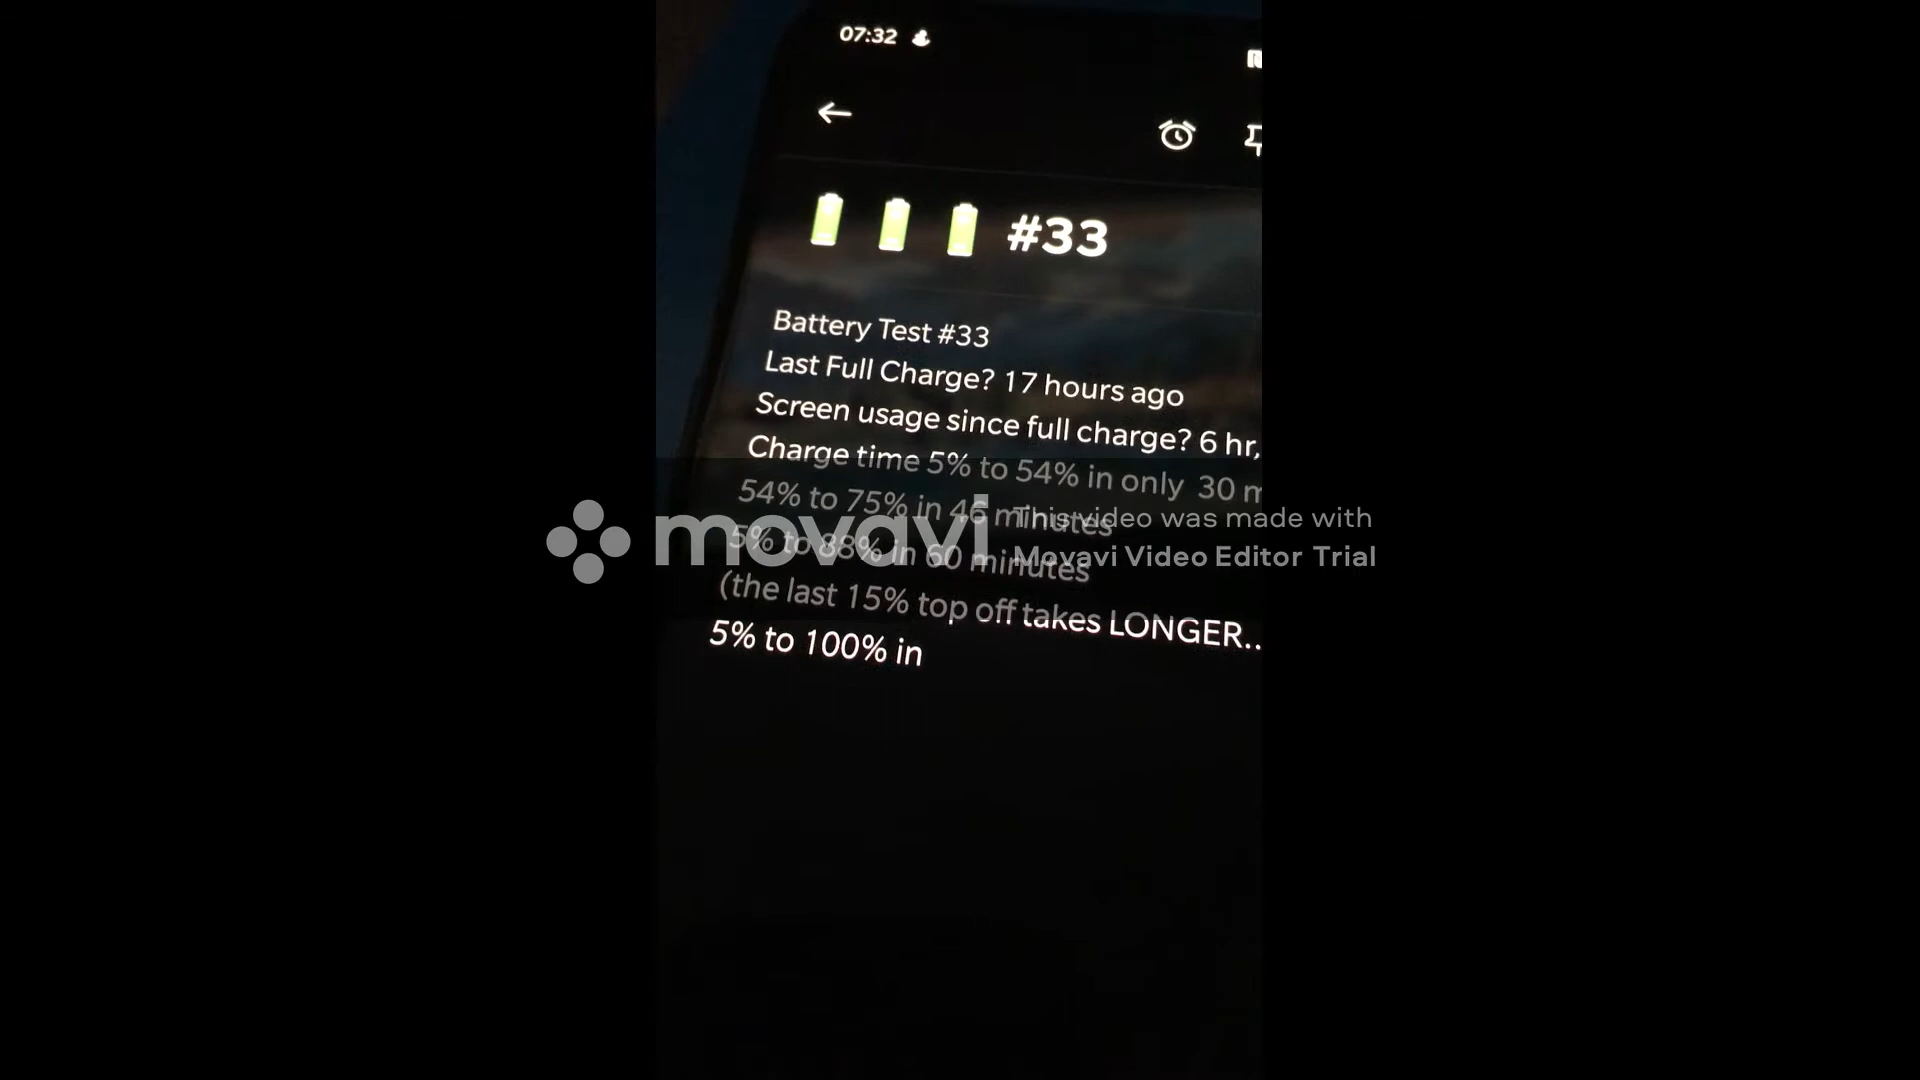 07:32
#33
Battery Test #33
Last Full Charge? 17 hours ago
Screen usage since full charge? 6 hr,
Charge time 5% to 54% in only 30 m
54% to 75% in 46 minutes
5% to 88% in 60 minutes
(the last 15% top off takes LONGER..
5% to 100% in
movavi
This video was made with
Movavi Video Editor Trial